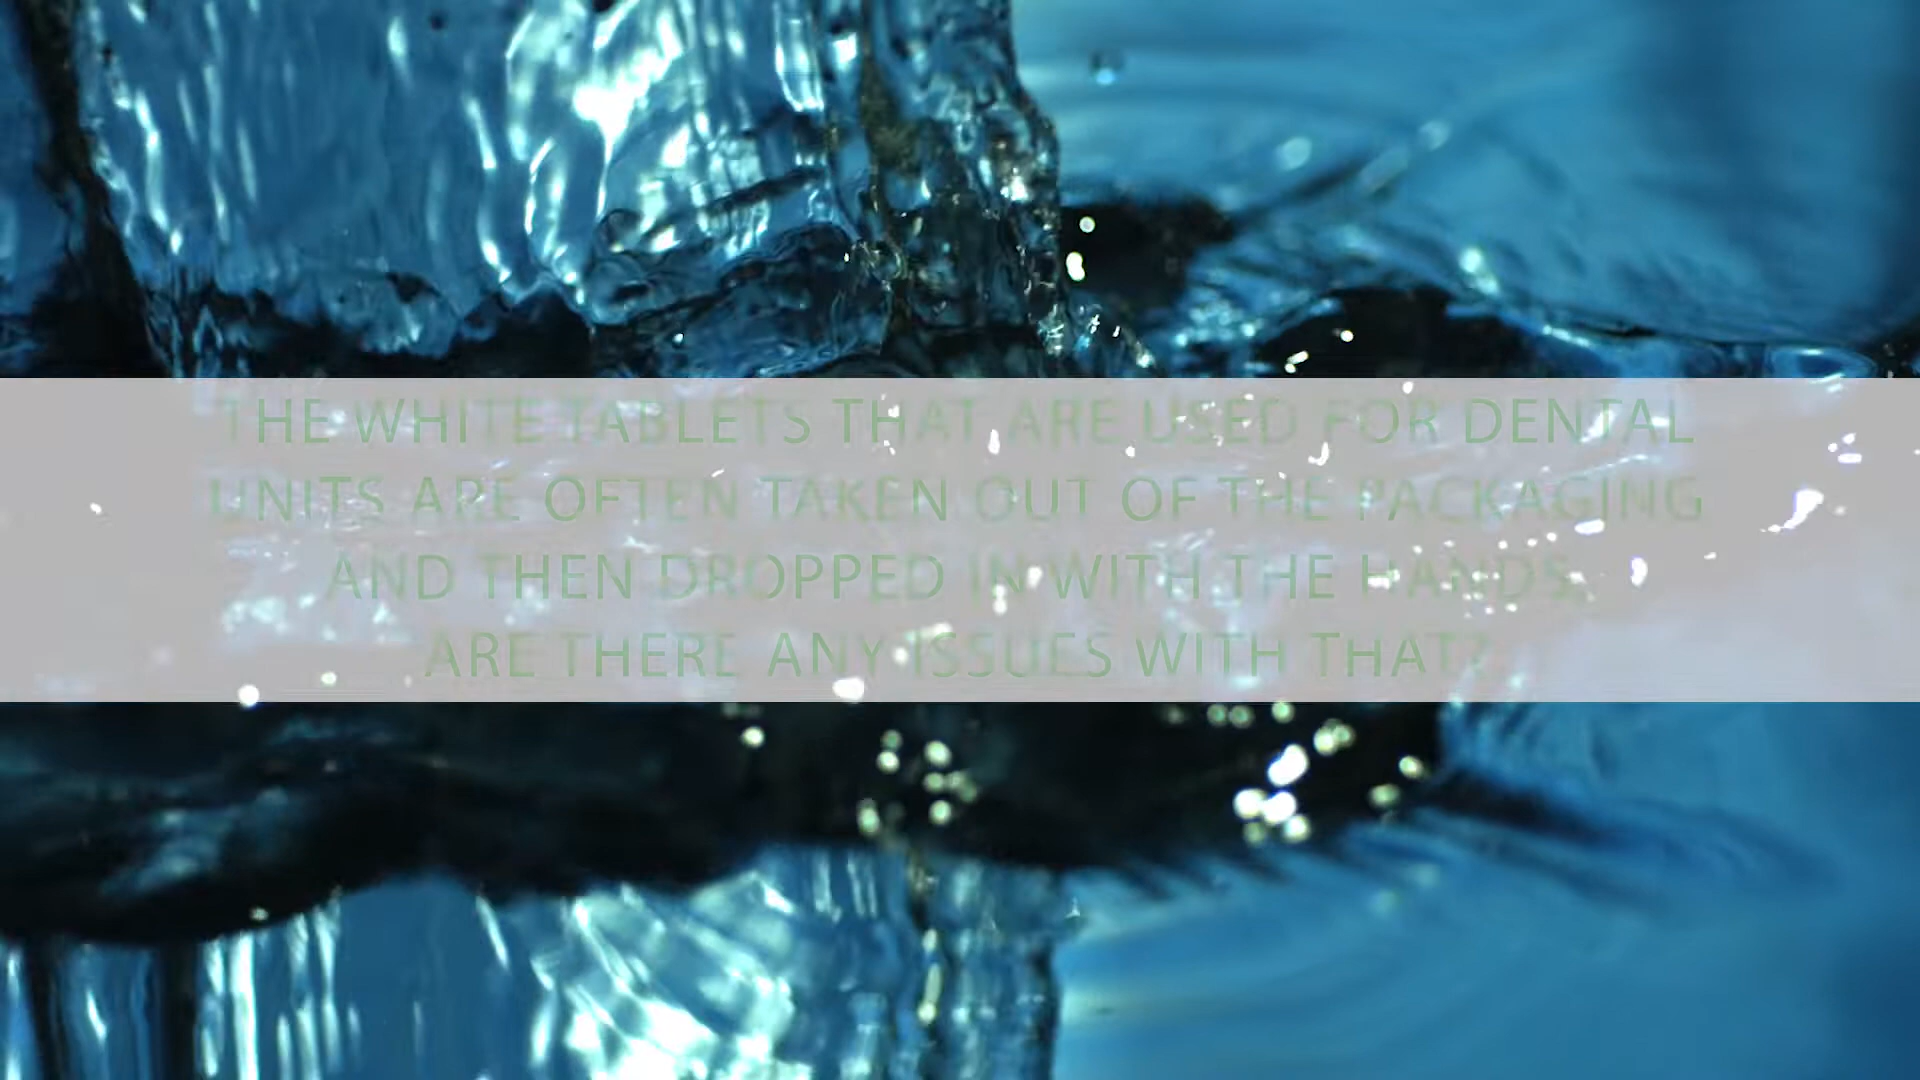 THE WHITE TABLETS THAT ARE USED FOR DENTAL
UNITS ARE OFTEN TAKEN OUT OF THE PACKAGING
AND THEN DROPPED IN WITH THE HANDS.
ARE THERE ANY ISSUES WITH THAT?